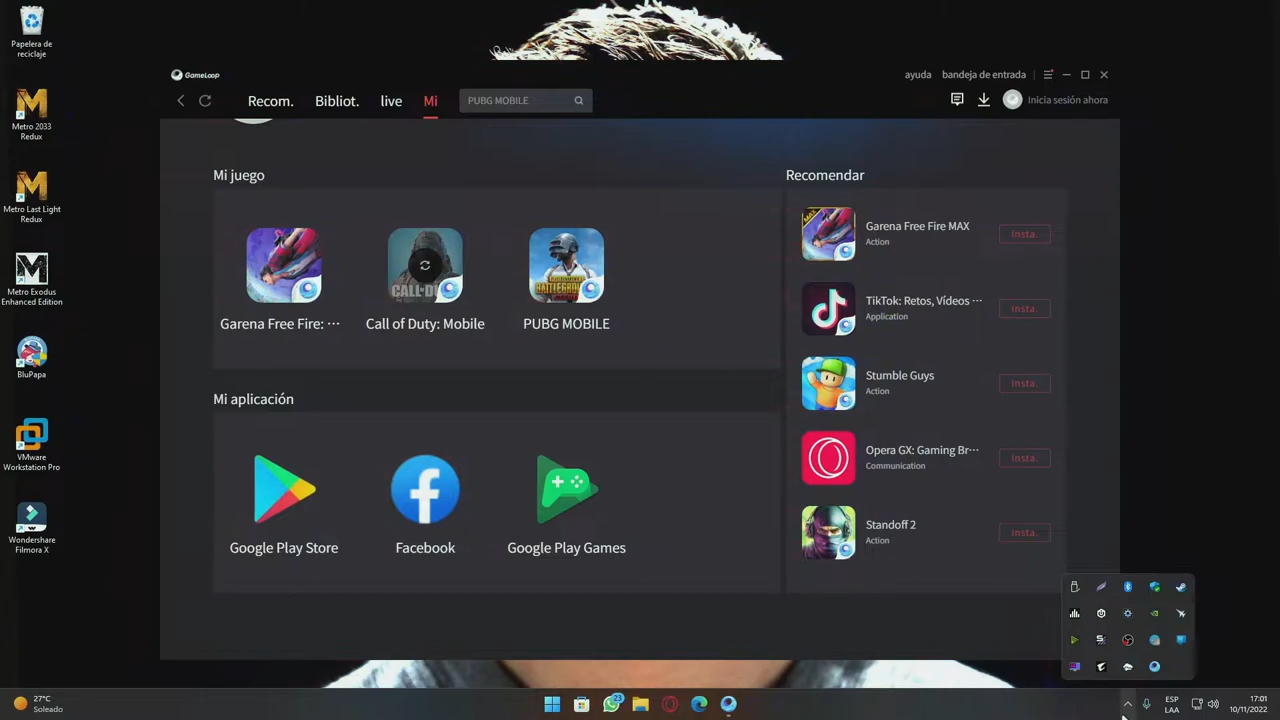 Papelera de
reciclaje
Metro 2033
Redux
Metro Last Light
Redux
Metro Exodus
Enhanced Edition
BluPapa
VMware
Workstation Pro
Wondershare
Filmora X
GameLoop
ayuda
bandeja de entrada
Recom.
Bibliot.
live
Mi
PUBG MOBILE
Inicia sesión ahora
Mi juego
Garena Free Fire: ···
Call of Duty: Mobile
PUBG MOBILE
Mi aplicación
Google Play Store
Facebook
Google Play Games
Recomendar
Garena Free Fire MAX
Action
Insta.
TikTok: Retos, Vídeos ···
Application
Insta.
Stumble Guys
Action
Insta.
Opera GX: Gaming Br···
Communication
Insta.
Standoff 2
Action
Insta.
27°C
Soleado
23
ESP
LAA
17:01
10/11/2022